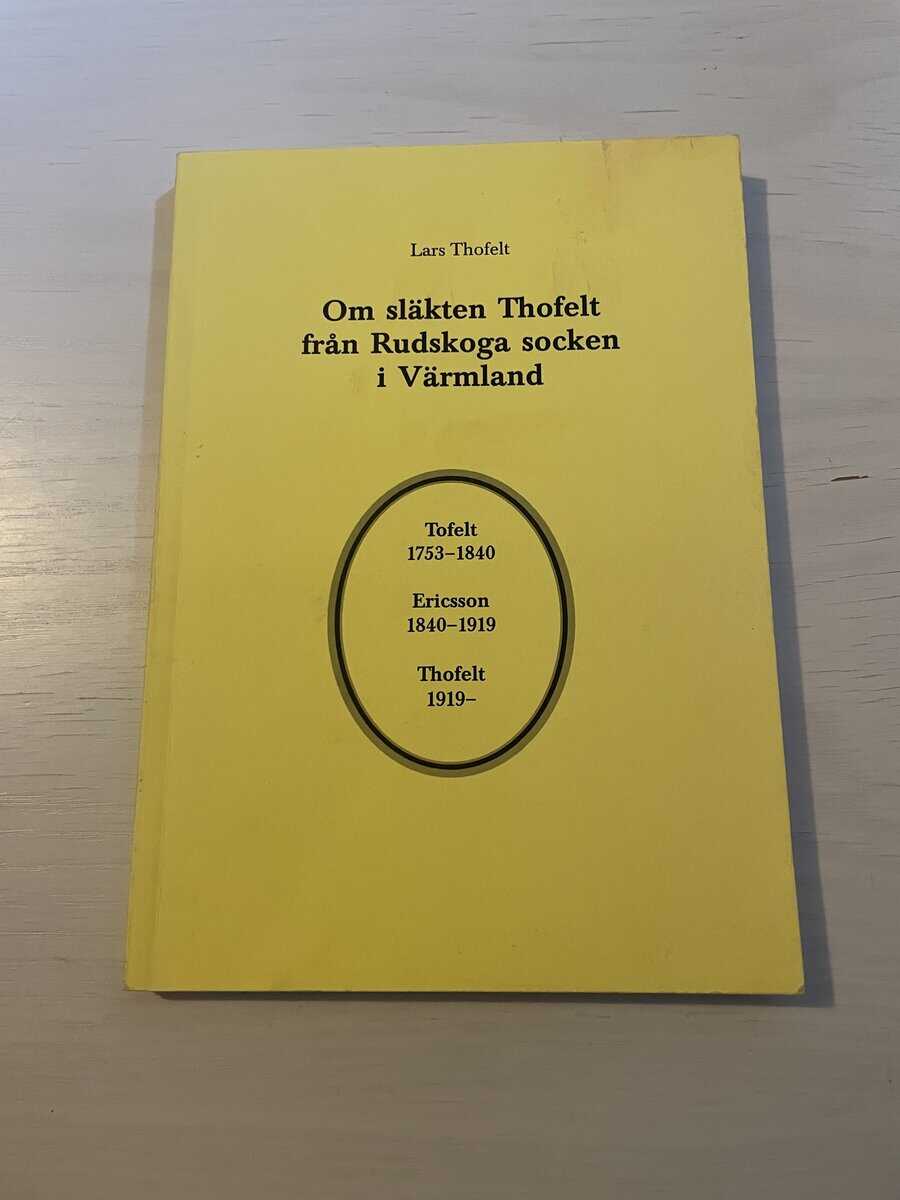 Lars Thofelt
Om släkten Thofelt
från Rudskoga socken
i Värmland
Tofelt
1753–1840
Ericsson
1840–1919
Thofelt
1919–